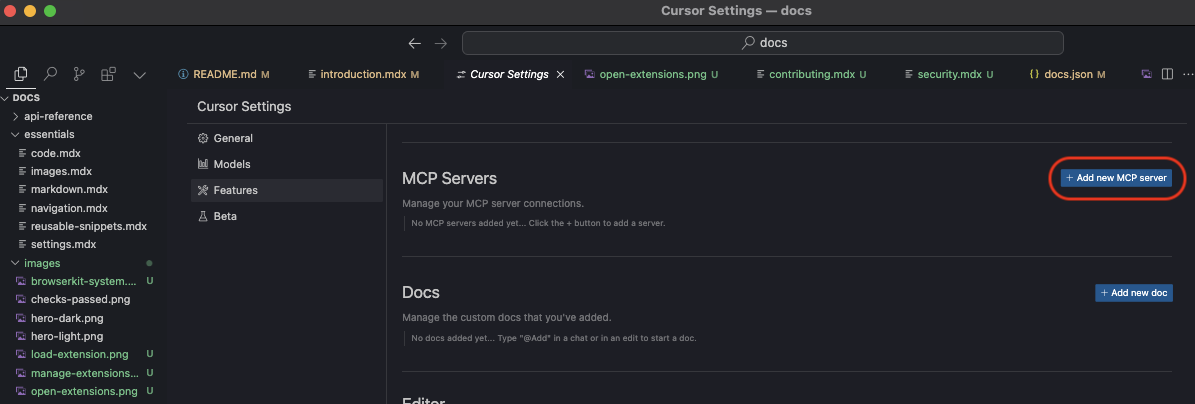 Cursor Settings — docs
docs
README.md M
introduction.mdx M
Cursor Settings
open-extensions.png U
contributing.mdx U
security.mdx U
docs.json M
DOCS
api-reference
essentials
code.mdx
images.mdx
markdown.mdx
navigation.mdx
reusable-snippets.mdx
settings.mdx
images
browserkit-system.... U
checks-passed.png
hero-dark.png
hero-light.png
load-extension.png U
manage-extensions... U
open-extensions.png U
Cursor Settings
General
Models
Features
Beta
MCP Servers
+ Add new MCP server
Manage your MCP server connections.
No MCP servers added yet... Click the + button to add a server.
Docs
+ Add new doc
Manage the custom docs that you've added.
No docs added yet... Type "@Add" in a chat or in an edit to start a doc.
Editor